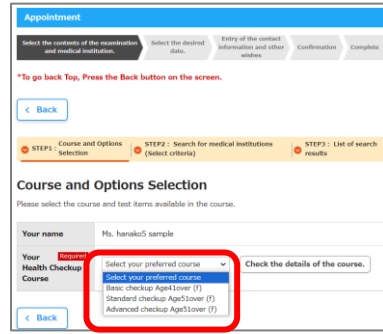 Appointment
Select the contents of the examination
and medical institution.
Select the desired
date.
Entry of the contact
information and other
wishes
Confirmation
Complete
*To go back Top, Press the Back button on the screen.
< Back
STEP1 : Course and Options
Selection
STEP2 : Search for medical institutions
(Select criteria)
STEP3 : List of search
results
Course and Options Selection
Please select the course and test items available in the course.
Your name
Ms. hanako5 sample
Your Required
Health Checkup
Course
Select your preferred course
Check the details of the course.
Select your preferred course
Basic checkup Age41over (f)
Standard checkup Age51over (f)
Advanced checkup Age51over (f)
< Back